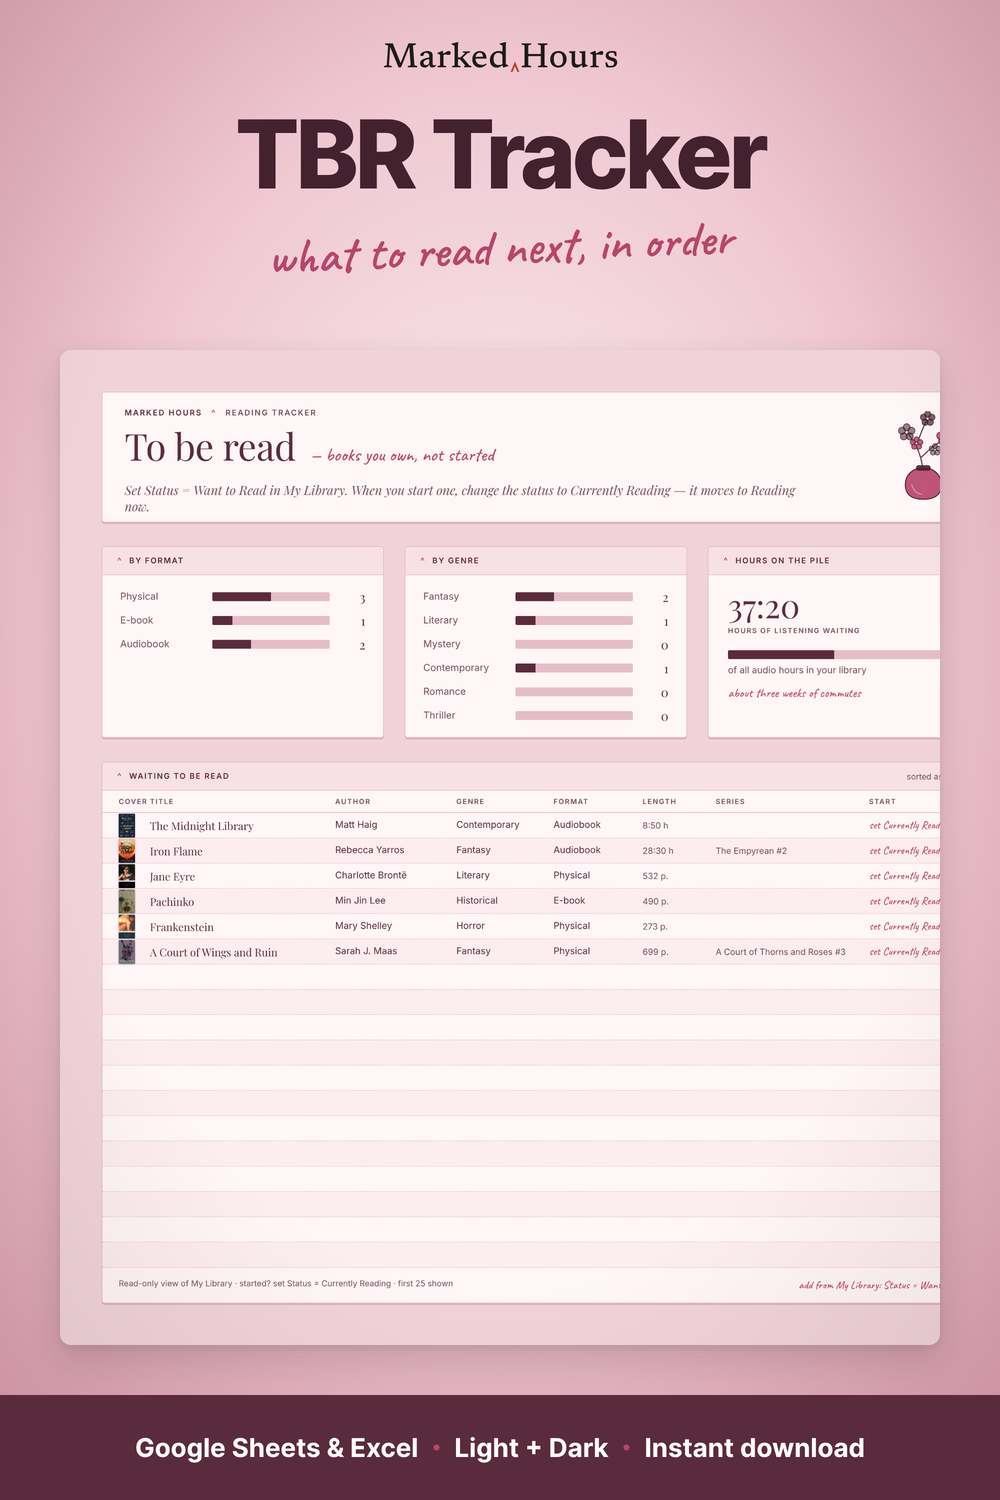 Marked^Hours
TBR Tracker
what to read next, in order
MARKED HOURS ^ READING TRACKER
To be read — books you own, not started
Set Status = Want to Read in My Library. When you start one, change the status to Currently Reading — it moves to Reading
now.
^ BY FORMAT
Physical 3
E-book 1
Audiobook 2
^ BY GENRE
Fantasy 2
Literary 1
Mystery 0
Contemporary 1
Romance 0
Thriller 0
^ HOURS ON THE PILE
37:20
HOURS OF LISTENING WAITING
of all audio hours in your library
about three weeks of commutes
^ WAITING TO BE READ sorted as
COVER TITLE AUTHOR GENRE FORMAT LENGTH SERIES START
The Midnight Library Matt Haig Contemporary Audiobook 8:50 h set Currently Read
Iron Flame Rebecca Yarros Fantasy Audiobook 28:30 h The Empyrean #2 set Currently Read
Jane Eyre Charlotte Brontë Literary Physical 532 p. set Currently Read
Pachinko Min Jin Lee Historical E-book 490 p. set Currently Read
Frankenstein Mary Shelley Horror Physical 273 p. set Currently Read
A Court of Wings and Ruin Sarah J. Maas Fantasy Physical 699 p. A Court of Thorns and Roses #3 set Currently Read
Read-only view of My Library · started? set Status = Currently Reading · first 25 shown
add from My Library: Status = Wan
Google Sheets & Excel • Light + Dark • Instant download